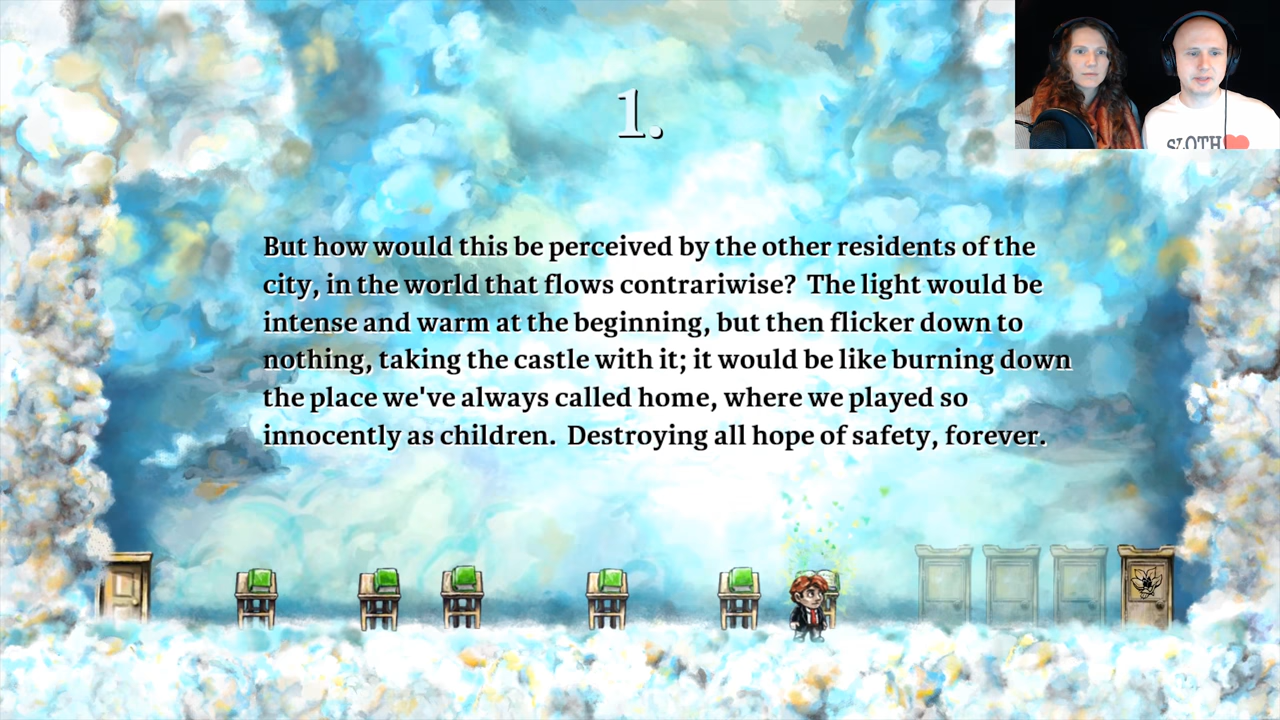 1.
But how would this be perceived by the other residents of the
city, in the world that flows contrariwise?  The light would be
intense and warm at the beginning, but then flicker down to
nothing, taking the castle with it; it would be like burning down
the place we've always called home, where we played so
innocently as children.  Destroying all hope of safety, forever.
SLOTH